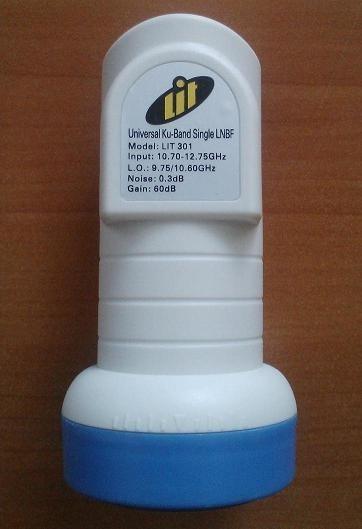 Lit
Universal Ku-Band Single LNBF
Model: LIT 301
Input: 10.70-12.75GHz
L.O.: 9.75/10.60GHz
Noise: 0.3dB
Gain: 60dB